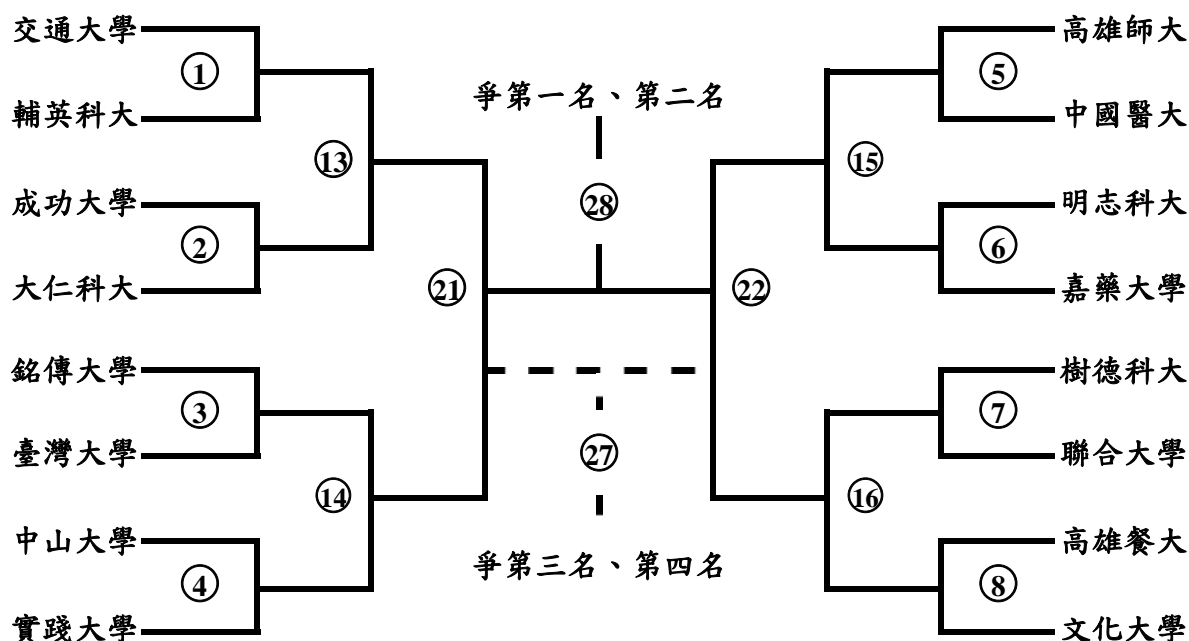 交通大學
①
輔英科大
⑬
成功大學
②
大仁科大
㉑
銘傳大學
③
臺灣大學
⑭
中山大學
④
實踐大學
爭第一名、第二名
㉘
㉗
爭第三名、第四名
高雄師大
⑤
中國醫大
⑮
明志科大
⑥
嘉藥大學
㉒
樹德科大
⑦
聯合大學
⑯
高雄餐大
⑧
文化大學